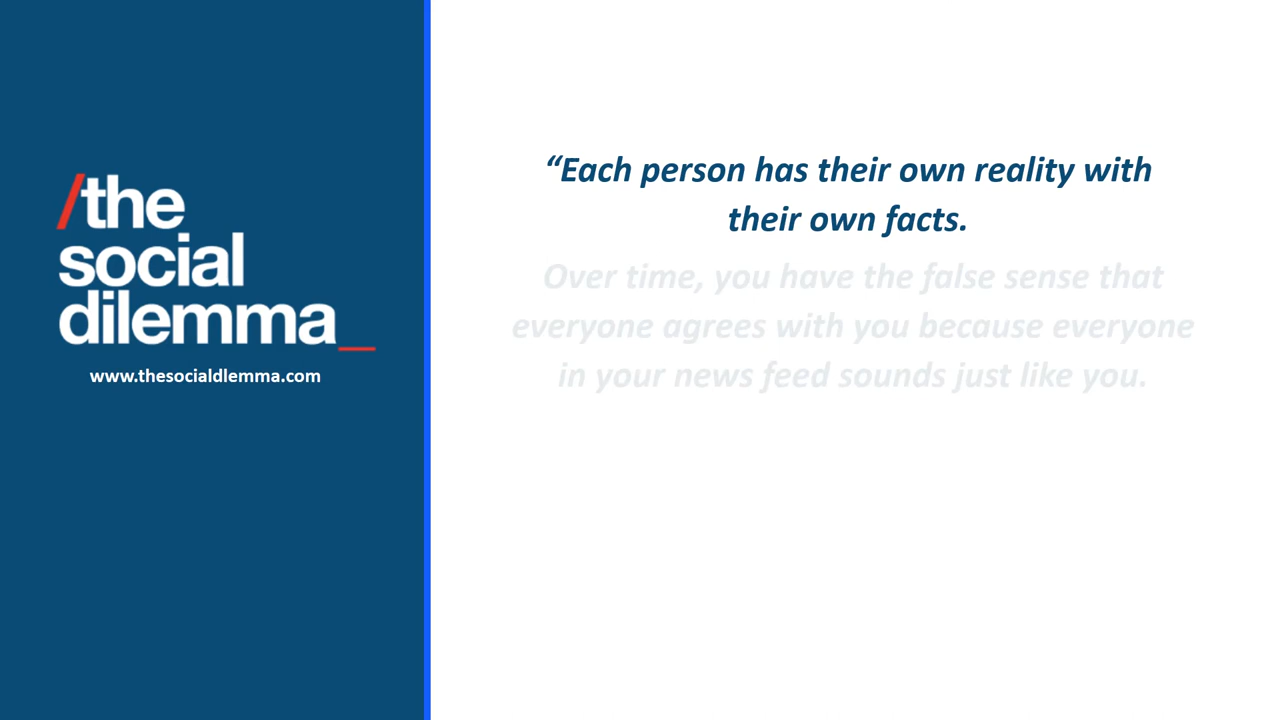 /the
social
dilemma_
www.thesocialdlemma.com
“Each person has their own reality with
their own facts.
Over time, you have the false sense that
everyone agrees with you because everyone
in your news feed sounds just like you.